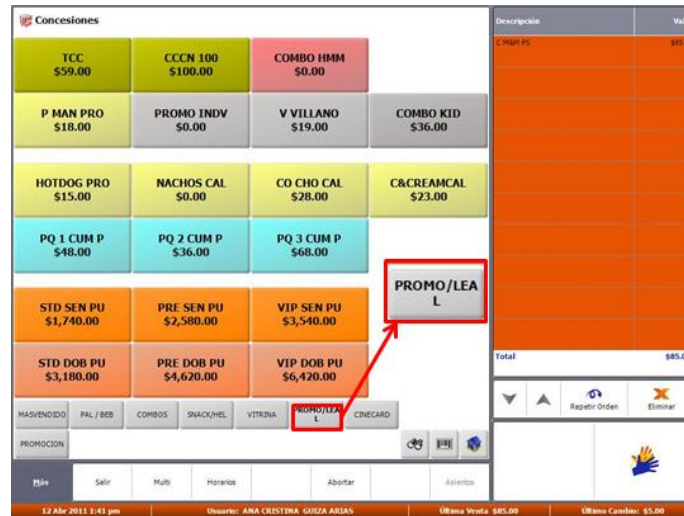 Concesiones
Descripción Val
TCC
$59.00
CCCN 100
$100.00
COMBO HMM
$0.00
C M&M PS $85.
P MAN PRO
$18.00
PROMO INDV
$0.00
V VILLANO
$19.00
COMBO KID
$36.00
HOTDOG PRO
$15.00
NACHOS CAL
$0.00
CO CHO CAL
$28.00
C&CREAMCAL
$23.00
PQ 1 CUM P
$48.00
PQ 2 CUM P
$36.00
PQ 3 CUM P
$68.00
PROMO/LEA
L
STD SEN PU
$1,740.00
PRE SEN PU
$2,580.00
VIP SEN PU
$3,540.00
STD DOB PU
$3,180.00
PRE DOB PU
$4,620.00
VIP DOB PU
$6,420.00
Total $85.0
MASVENDIDO PAL / BEB COMBOS SNACK/HEL VITRINA PROMO/LEA
L
CINECARD
Repetir Orden Eliminar
PROMOCION
Más Salir Multi Horarios Abortar Asientos
12 Abr 2011 1:41 pm Usuario: ANA CRISTINA GUIZA ARIAS Última Venta $85.00 Último Cambio: $5.00